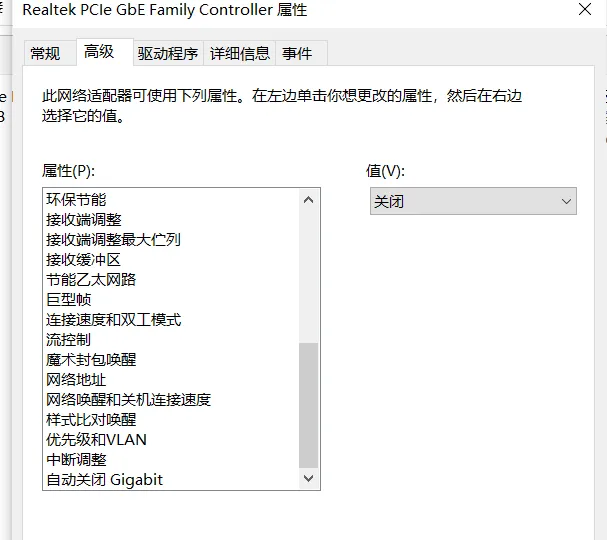 Realtek PCIe GbE Family Controller 属性
常规 高级 驱动程序 详细信息 事件
此网络适配器可使用下列属性。在左边单击你想更改的属性，然后在右边
选择它的值。
属性(P):
值(V):
关闭
环保节能
接收端调整
接收端调整最大伫列
接收缓冲区
节能乙太网路
巨型帧
连接速度和双工模式
流控制
魔术封包唤醒
网络地址
网络唤醒和关机连接速度
样式比对唤醒
优先级和VLAN
中断调整
自动关闭 Gigabit